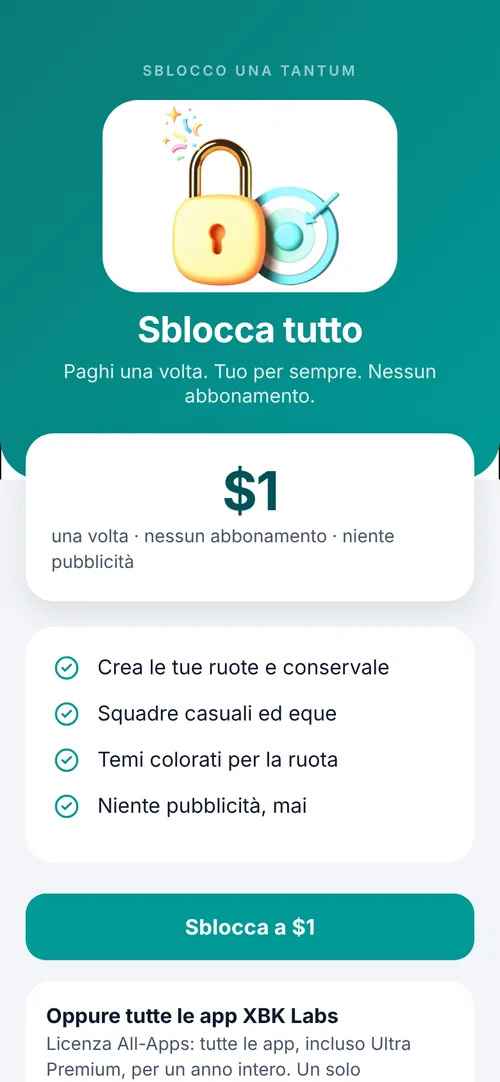 SBLOCCO UNA TANTUM
Sblocca tutto
Paghi una volta. Tuo per sempre. Nessun
abbonamento.
$1
una volta · nessun abbonamento · niente
pubblicità
Crea le tue ruote e conservale
Squadre casuali ed eque
Temi colorati per la ruota
Niente pubblicità, mai
Sblocca a $1
Oppure tutte le app XBK Labs
Licenza All-Apps: tutte le app, incluso Ultra
Premium, per un anno intero. Un solo